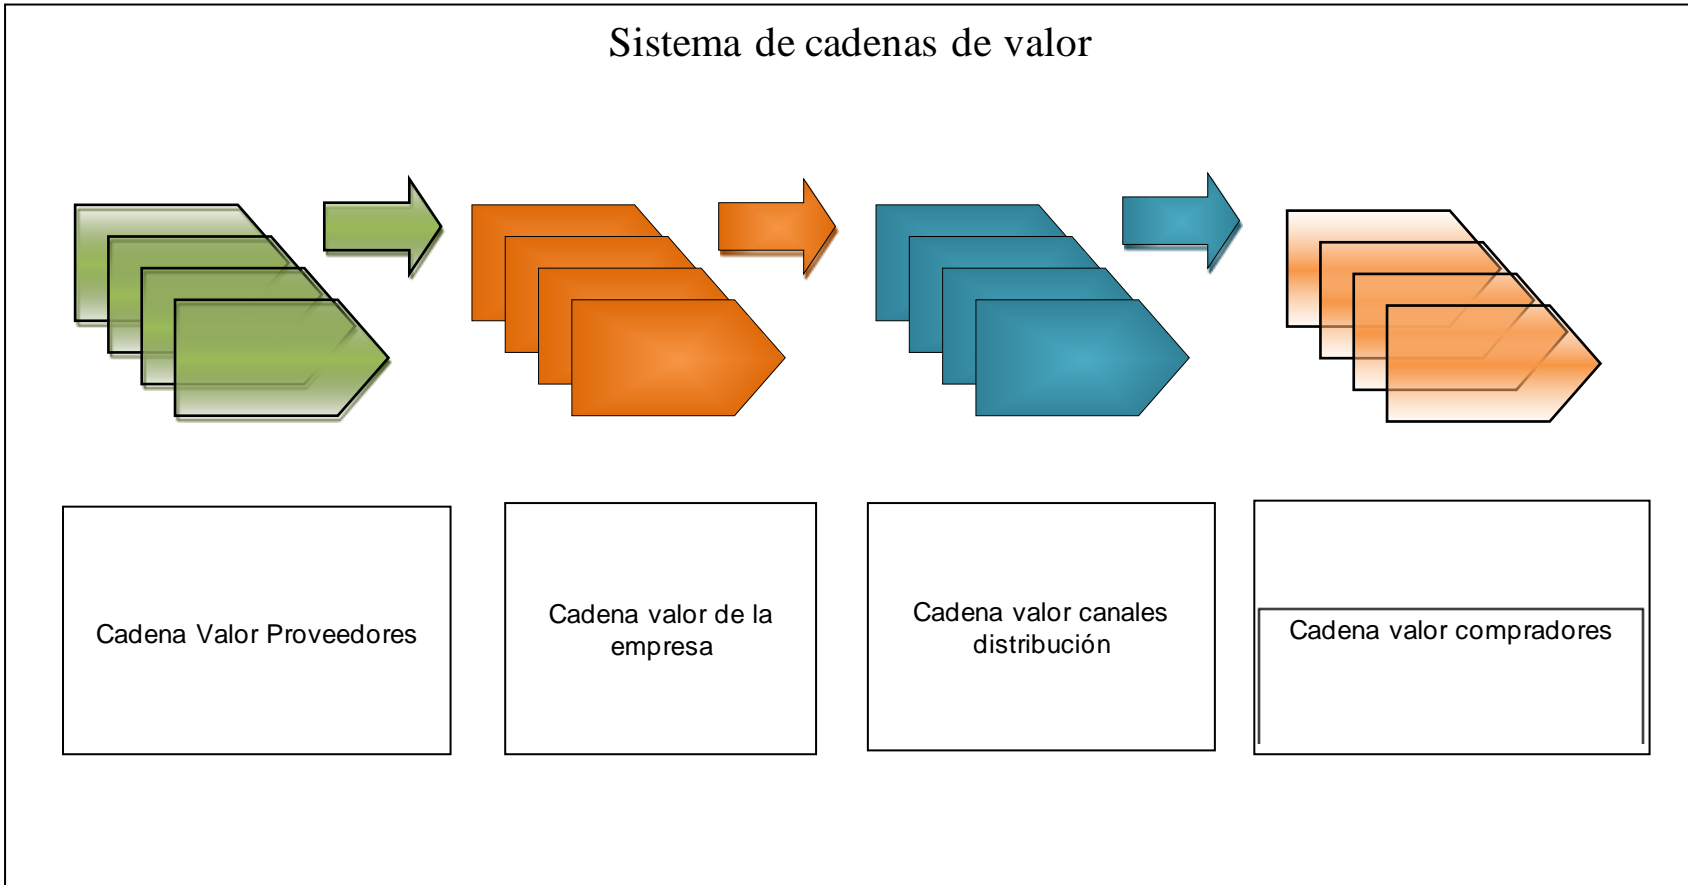 Sistema de cadenas de valor
Cadena Valor Proveedores
Cadena valor de la
empresa
Cadena valor canales
distribución
Cadena valor compradores